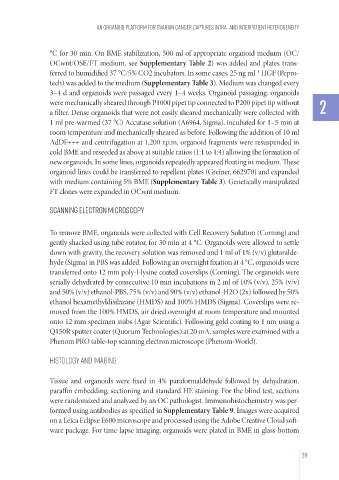 AN ORGANOID PLATFORM FOR OVARIAN CANCER CAPTURES INTRA- AND INTERPATIENT HETEROGENEITY
°C for 30 min. On BME stabilization, 500 ml of appropriate organoid medium (OC/
OCwnt/OSE/FT medium, see Supplementary Table 2) was added and plates trans-
ferred to humidified 37 °C/5% CO2 incubators. In some cases, 25 ng ml⁻¹ HGF (Pepro-
tech) was added to the medium (Supplementary Table 3). Medium was changed every
3–4 d and organoids were passaged every 1–4 weeks. Organoid passaging: organoids
were mechanically sheared through P1000 pipet tip connected to P200 pipet tip without
a filter. Dense organoids that were not easily sheared mechanically were collected with
1 ml pre-warmed (37 °C) Accutase solution (A6964, Sigma), incubated for 1–5 min at
room temperature and mechanically sheared as before. Following the addition of 10 ml
AdDF+++ and centrifugation at 1,200 r.p.m, organoid fragments were resuspended in
cold BME and reseeded as above at suitable ratios (1:1 to 1:4) allowing the formation of
new organoids. In some lines, organoids repeatedly appeared floating in medium. These
organoid lines could be transferred to repellent plates (Greiner, 662970) and expanded
with medium containing 5% BME (Supplementary Table 3). Genetically manipulated
FT clones were expanded in OCwnt medium.
2
SCANNING ELECTRON MICROSCOPY
To remove BME, organoids were collected with Cell Recovery Solution (Corning) and
gently shacked using tube rotator, for 30 min at 4 °C. Organoids were allowed to settle
down with gravity, the recovery solution was removed and 1 ml of 1% (v/v) glutaralde-
hyde (Sigma) in PBS was added. Following an overnight fixation at 4 °C, organoids were
transferred onto 12 mm poly-l-lysine coated coverslips (Corning). The organoids were
serially dehydrated by consecutive 10 min incubations in 2 ml of 10% (v/v), 25% (v/v)
and 50% (v/v) ethanol-PBS, 75% (v/v) and 90% (v/v) ethanol-H2O (2x) followed by 50%
ethanol hexamethyldisilazane (HMDS) and 100% HMDS (Sigma). Coverslips were re-
moved from the 100% HMDS, air dried overnight at room temperature and mounted
onto 12 mm specimen stubs (Agar Scientific). Following gold coating to 1 nm using a
Q150R sputter coater (Quorum Technologies) at 20 mA, samples were examined with a
Phenom PRO table-top scanning electron microscope (Phenom-World).
HISTOLOGY AND IMAGING
Tissue and organoids were fixed in 4% paraformaldehyde followed by dehydration,
paraffin embedding, sectioning and standard HE staining. For the blind test, sections
were randomized and analyzed by an OC pathologist. Immunohistochemistry was per-
formed using antibodies as specified in Supplementary Table 9. Images were acquired
on a Leica Eclipse E600 microscope and processed using the Adobe Creative Cloud soft-
ware package. For time-lapse imaging, organoids were plated in BME in glass-bottom
39